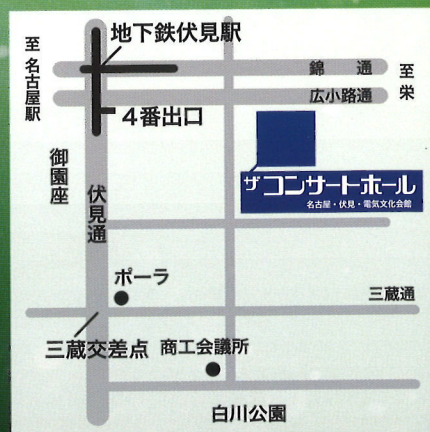 地下鉄伏見駅
至名古屋駅
錦通
至栄
広小路通
4番出口
御園座
伏見通
ザ コンサートホール
名古屋・伏見・電気文化会館
ポーラ
三蔵通
三蔵交差点
商工会議所
白川公園